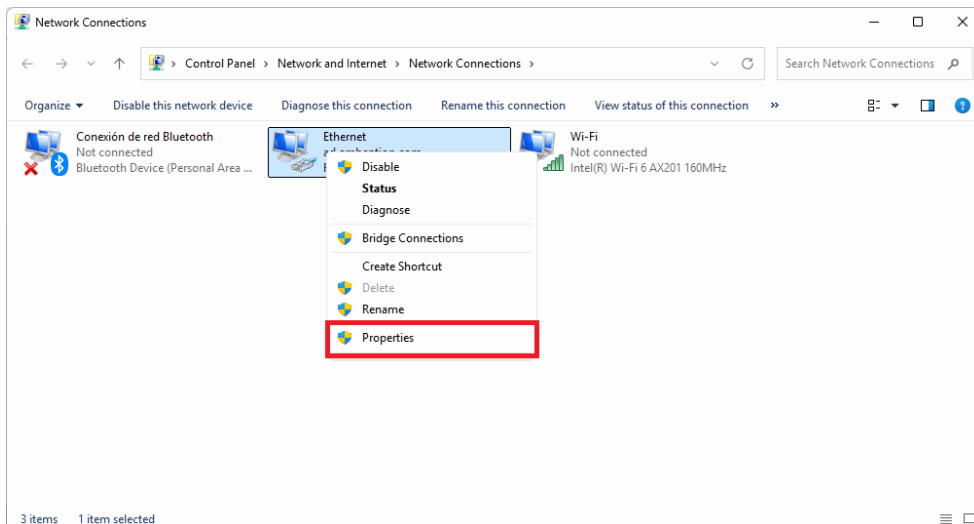 Network Connections
Control Panel > Network and Internet > Network Connections >
Search Network Connections
Organize
Disable this network device
Diagnose this connection
Rename this connection
View status of this connection
»
?
Conexión de red Bluetooth
Not connected
Bluetooth Device (Personal Area ...
Ethernet
Wi-Fi
Not connected
Intel(R) Wi-Fi 6 AX201 160MHz
Disable
Status
Diagnose
Bridge Connections
Create Shortcut
Delete
Rename
Properties
3 items
1 item selected